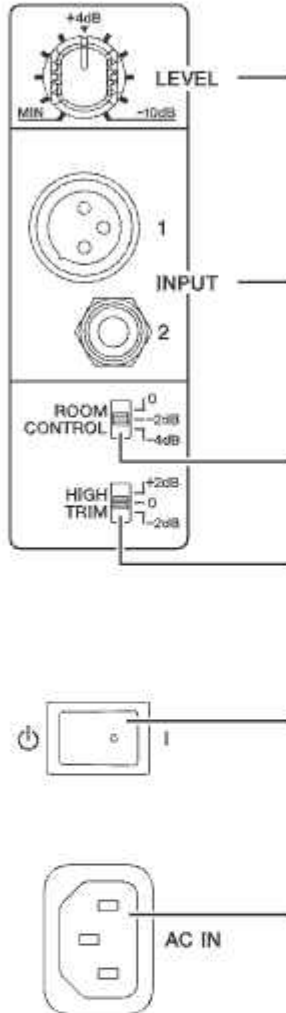 +4dB
LEVEL
MIN
-10dB
1
INPUT
2
ROOM
CONTROL
0
-2dB
-4dB
HIGH
TRIM
+2dB
0
-2dB
I
AC IN